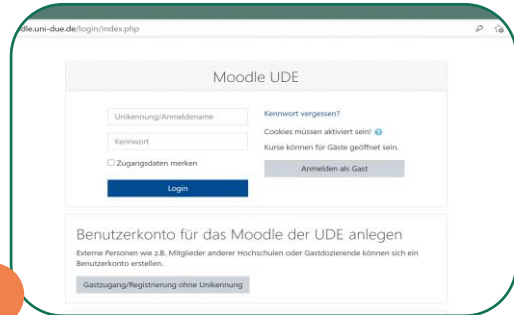 dle.uni-due.de/login/index.php
Moodle UDE
Unikennung/Anmeldename
Kennwort
Zugangsdaten merken
Login
Kennwort vergessen?
Cookies müssen aktiviert sein!
Kurse können für Gäste geöffnet sein.
Anmelden als Gast
Benutzerkonto für das Moodle der UDE anlegen
Externe Personen wie z.B. Mitglieder anderer Hochschulen oder Gastdozierende können sich ein
Benutzerkonto erstellen.
Gastzugang/Registrierung ohne Unikennung